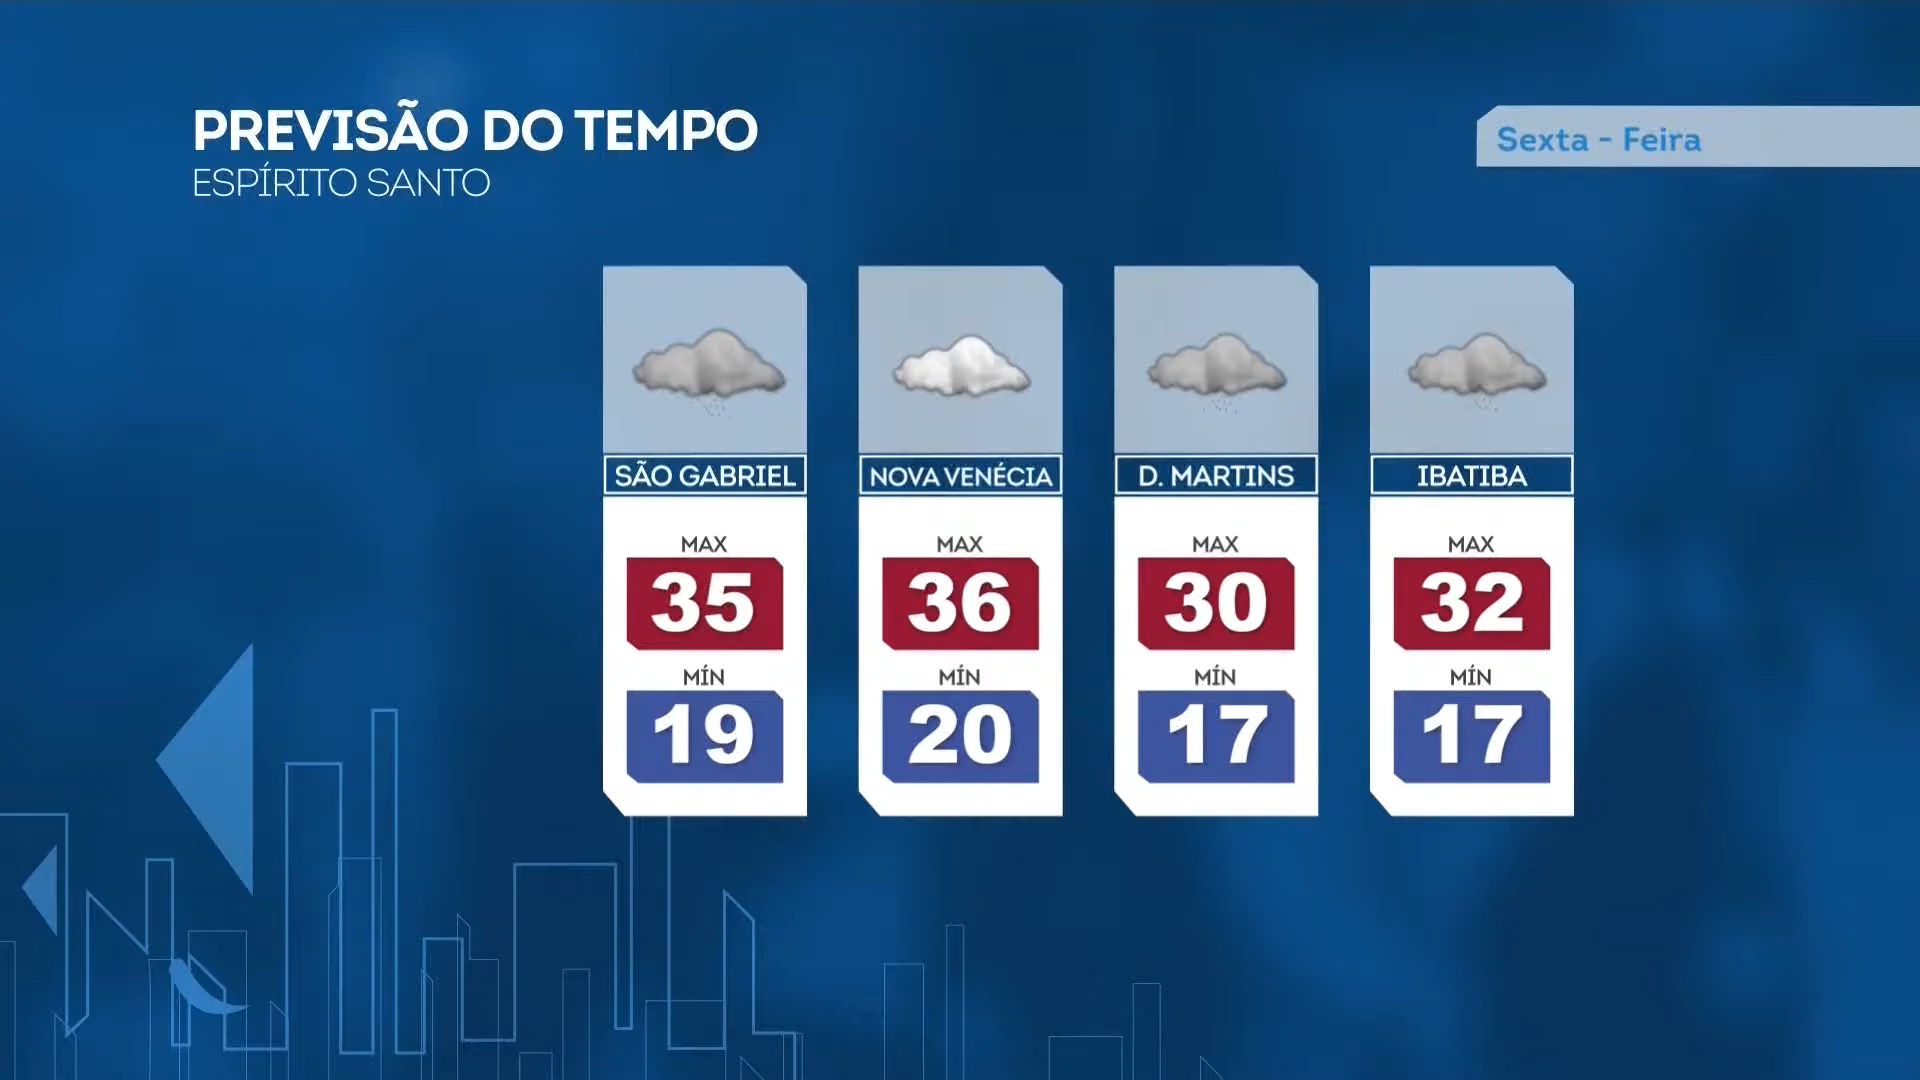 PREVISÃO DO TEMPO
ESPÍRITO SANTO
Sexta - Feira
SÃO GABRIEL
MAX
35
MÍN
19
NOVA VENÉCIA
MAX
36
MÍN
20
D. MARTINS
MAX
30
MÍN
17
IBATIBA
MAX
32
MÍN
17